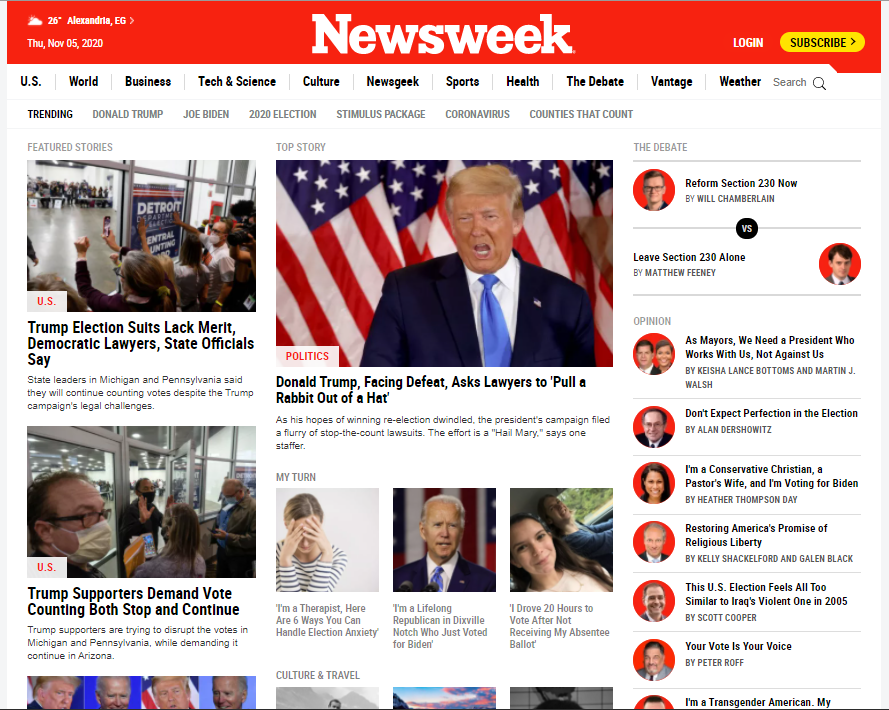 26° Alexandria, EG
Thu, Nov 05, 2020
Newsweek
LOGIN
SUBSCRIBE
U.S.
World
Business
Tech & Science
Culture
Newsgeek
Sports
Health
The Debate
Vantage
Weather
Search
TRENDING
DONALD TRUMP
JOE BIDEN
2020 ELECTION
STIMULUS PACKAGE
CORONAVIRUS
COUNTIES THAT COUNT
FEATURED STORIES
DETROIT
DEPARTMENT
CENTRAL
COUNTING
U.S.
Trump Election Suits Lack Merit,
Democratic Lawyers, State Officials
Say
State leaders in Michigan and Pennsylvania said
they will continue counting votes despite the Trump
campaign's legal challenges.
U.S.
Trump Supporters Demand Vote
Counting Both Stop and Continue
Trump supporters are trying to disrupt the votes in
Michigan and Pennsylvania, while demanding it
continue in Arizona.
TOP STORY
POLITICS
Donald Trump, Facing Defeat, Asks Lawyers to 'Pull a
Rabbit Out of a Hat'
As his hopes of winning re-election dwindled, the president's campaign filed
a flurry of stop-the-count lawsuits. The effort is a "Hail Mary," says one
staffer.
MY TURN
'I'm a Therapist, Here
Are 6 Ways You Can
Handle Election Anxiety'
'I'm a Lifelong
Republican in Dixville
Notch Who Just Voted
for Biden'
'I Drove 20 Hours to
Vote After Not
Receiving My Absentee
Ballot'
CULTURE & TRAVEL
THE DEBATE
Reform Section 230 Now
BY WILL CHAMBERLAIN
VS
Leave Section 230 Alone
BY MATTHEW FEENEY
OPINION
As Mayors, We Need a President Who
Works With Us, Not Against Us
BY KEISHA LANCE BOTTOMS AND MARTIN J.
WALSH
Don't Expect Perfection in the Election
BY ALAN DERSHOWITZ
I'm a Conservative Christian, a
Pastor's Wife, and I'm Voting for Biden
BY HEATHER THOMPSON DAY
Restoring America's Promise of
Religious Liberty
BY KELLY SHACKELFORD AND GALEN BLACK
This U.S. Election Feels All Too
Similar to Iraq's Violent One in 2005
BY SCOTT COOPER
Your Vote Is Your Voice
BY PETER ROFF
I'm a Transgender American. My